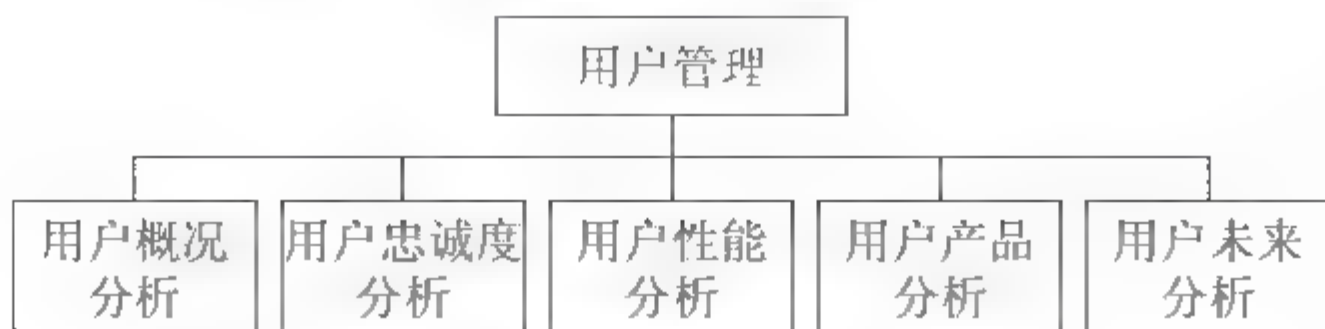 用户管理
用户概况
分析
用户忠诚度
分析
用户性能
分析
用户产品
分析
用户未来
分析